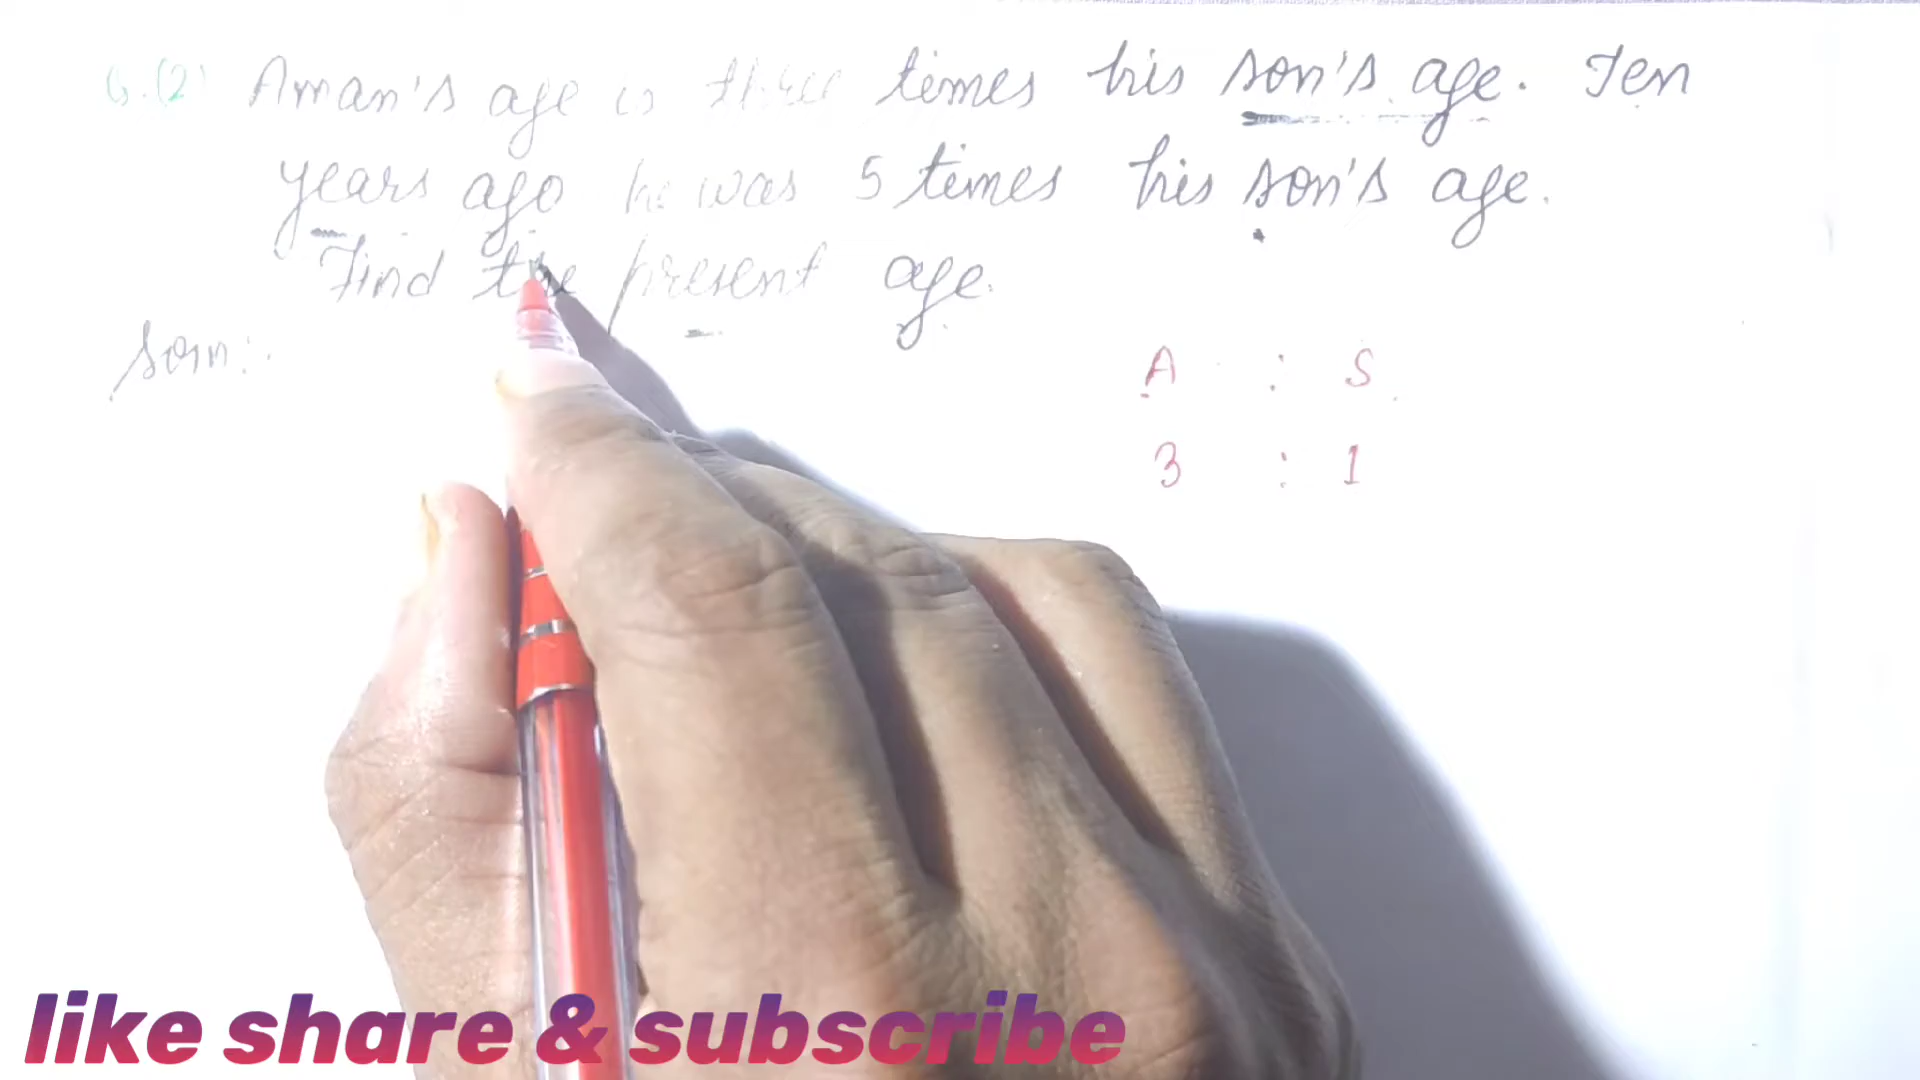 Q.(2) Aman's age is three times his son's age. Ten
years ago he was 5 times his son's age.
Find the present age.
Soln:-
A : S
3 : 1
like share & subscribe